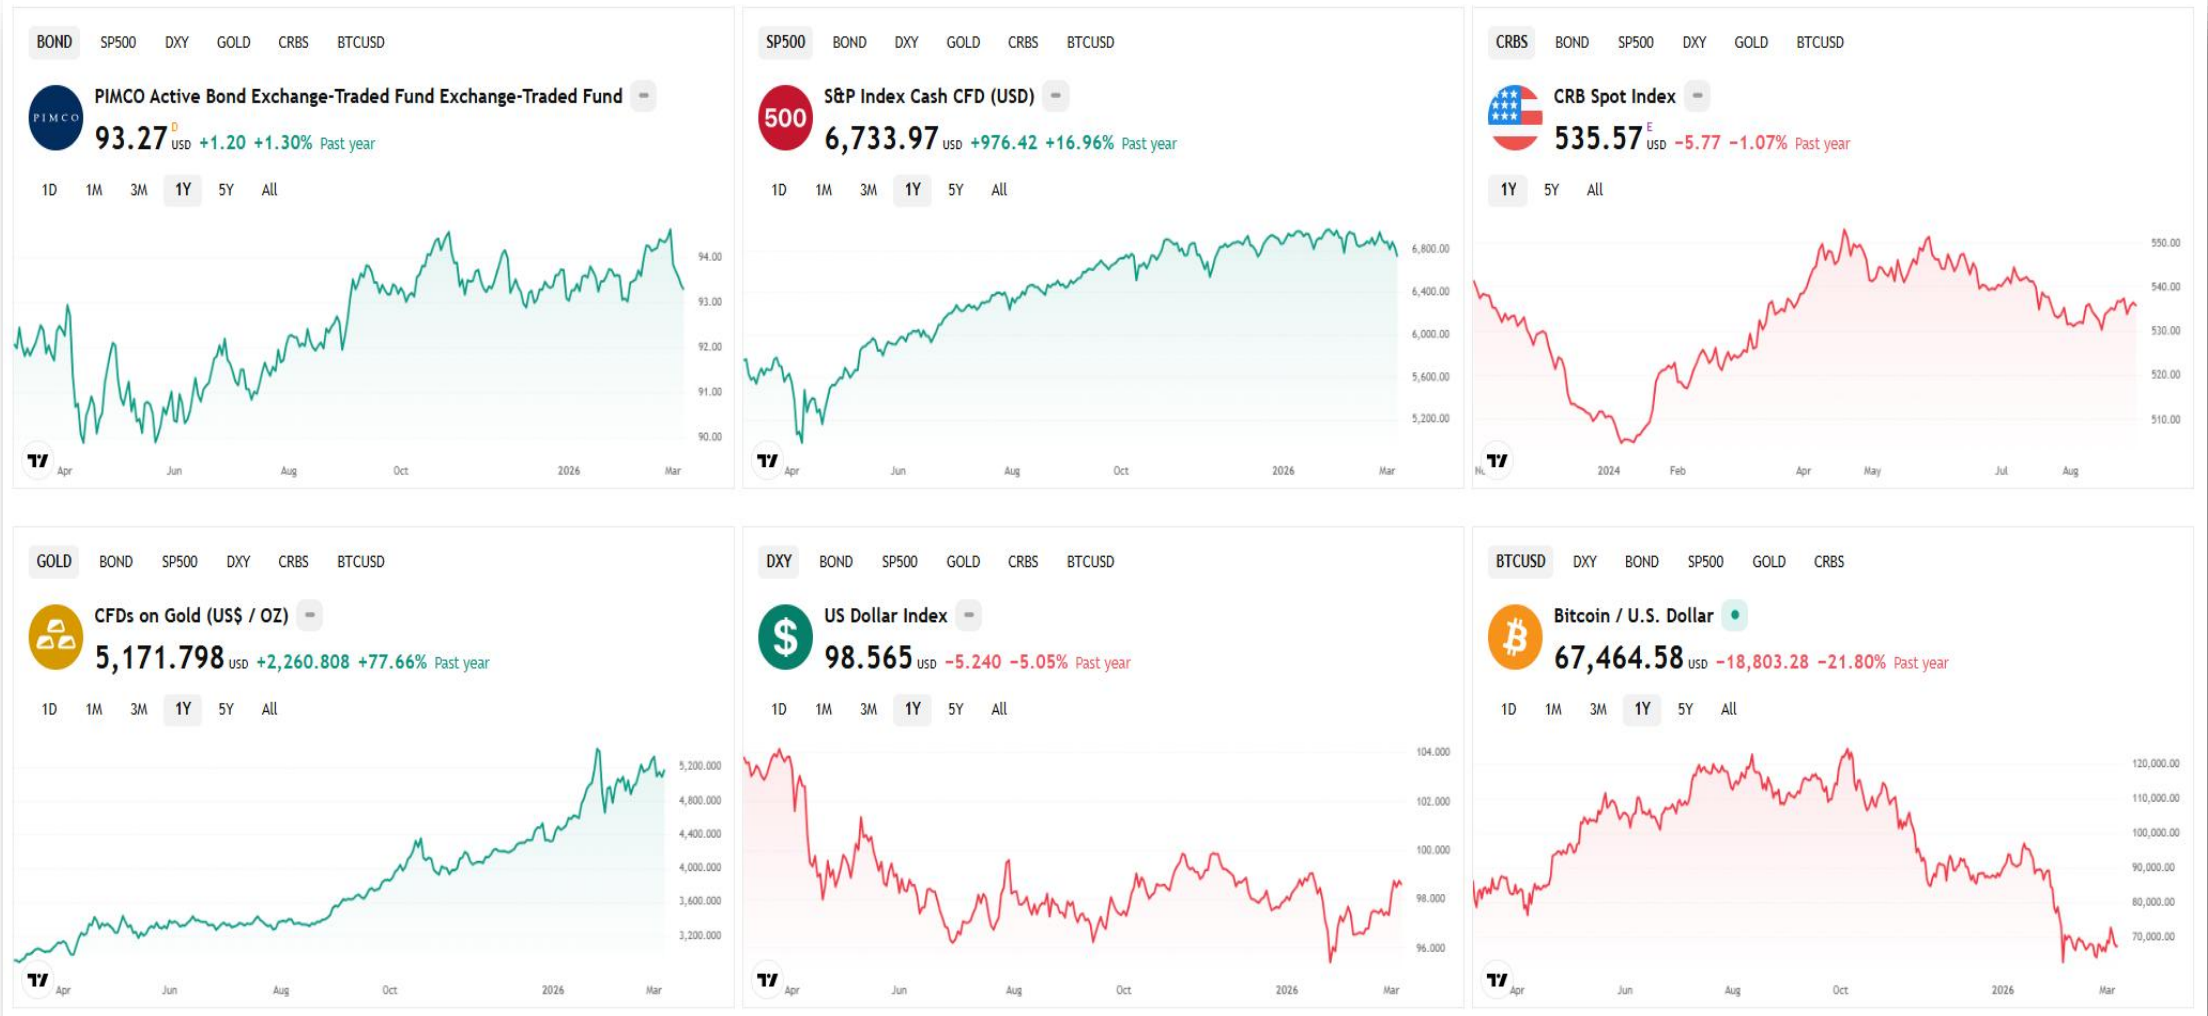 BOND SP500 DXY GOLD CRBS BTCUSD
PIMCO
PIMCO Active Bond Exchange-Traded Fund Exchange-Traded Fund
93.27 D USD +1.20 +1.30% Past year
1D 1M 3M 1Y 5Y All
94.00
93.00
92.00
91.00
90.00
Apr Jun Aug Oct 2026 Mar
SP500 BOND DXY GOLD CRBS BTCUSD
500
S&P Index Cash CFD (USD)
6,733.97 USD +976.42 +16.96% Past year
1D 1M 3M 1Y 5Y All
6,800.00
6,400.00
6,000.00
5,600.00
5,200.00
Apr Jun Aug Oct 2026 Mar
CRBS BOND SP500 DXY GOLD BTCUSD
CRB Spot Index
535.57 E USD −5.77 −1.07% Past year
1Y 5Y All
550.00
540.00
530.00
520.00
510.00
2024 Feb Apr May Jul Aug
GOLD BOND SP500 DXY CRBS BTCUSD
CFDs on Gold (US$ / OZ)
5,171.798 USD +2,260.808 +77.66% Past year
1D 1M 3M 1Y 5Y All
5,200.000
4,800.000
4,400.000
4,000.000
3,600.000
3,200.000
Apr Jun Aug Oct 2026 Mar
DXY BOND SP500 GOLD CRBS BTCUSD
$
US Dollar Index
98.565 USD −5.240 −5.05% Past year
1D 1M 3M 1Y 5Y All
104.000
102.000
100.000
98.000
96.000
Apr Jun Aug Oct 2026 Mar
BTCUSD DXY BOND SP500 GOLD CRBS
Bitcoin / U.S. Dollar
67,464.58 USD −18,803.28 −21.80% Past year
1D 1M 3M 1Y 5Y All
120,000.00
110,000.00
100,000.00
90,000.00
80,000.00
70,000.00
Apr Jun Aug Oct 2026 Mar